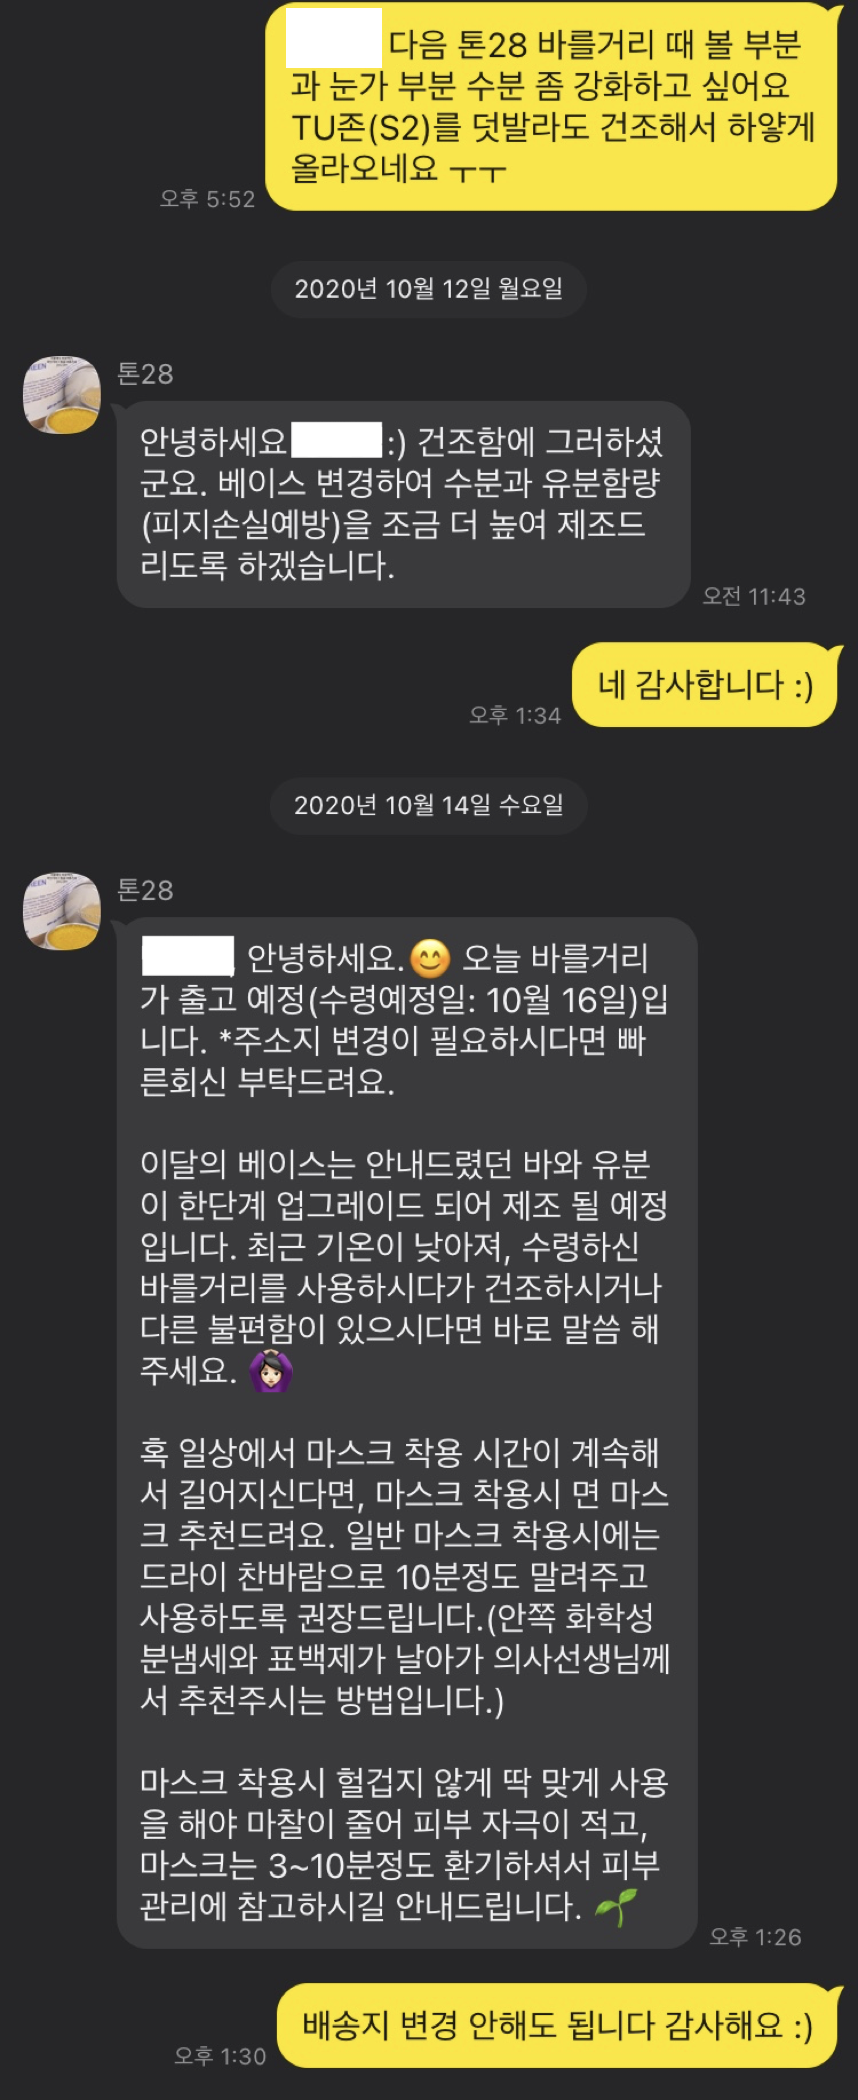 다음 톤28 바를거리 때 볼 부분
과 눈가 부분 수분 좀 강화하고 싶어요
TU존(S2)를 덧발라도 건조해서 하얗게
올라오네요 ㅜㅜ
오후 5:52
2020년 10월 12일 월요일
톤28
안녕하세요 :) 건조함에 그러하셨
군요. 베이스 변경하여 수분과 유분함량
(피지손실예방)을 조금 더 높여 제조드
리도록 하겠습니다.
오전 11:43
네 감사합니다 :)
오후 1:34
2020년 10월 14일 수요일
톤28
안녕하세요.😊 오늘 바를거리
가 출고 예정(수령예정일: 10월 16일)입
니다. *주소지 변경이 필요하시다면 빠
른회신 부탁드려요.
이달의 베이스는 안내드렸던 바와 유분
이 한단계 업그레이드 되어 제조 될 예정
입니다. 최근 기온이 낮아져, 수령하신
바를거리를 사용하시다가 건조하시거나
다른 불편함이 있으시다면 바로 말씀 해
주세요. 🙆🏻‍♀️
혹 일상에서 마스크 착용 시간이 계속해
서 길어지신다면, 마스크 착용시 면 마스
크 추천드려요. 일반 마스크 착용시에는
드라이 찬바람으로 10분정도 말려주고
사용하도록 권장드립니다.(안쪽 화학성
분냄세와 표백제가 날아가 의사선생님께
서 추천주시는 방법입니다.)
마스크 착용시 헐겁지 않게 딱 맞게 사용
을 해야 마찰이 줄어 피부 자극이 적고,
마스크는 3~10분정도 환기하셔서 피부
관리에 참고하시길 안내드립니다. 🌱
오후 1:26
배송지 변경 안해도 됩니다 감사해요 :)
오후 1:30